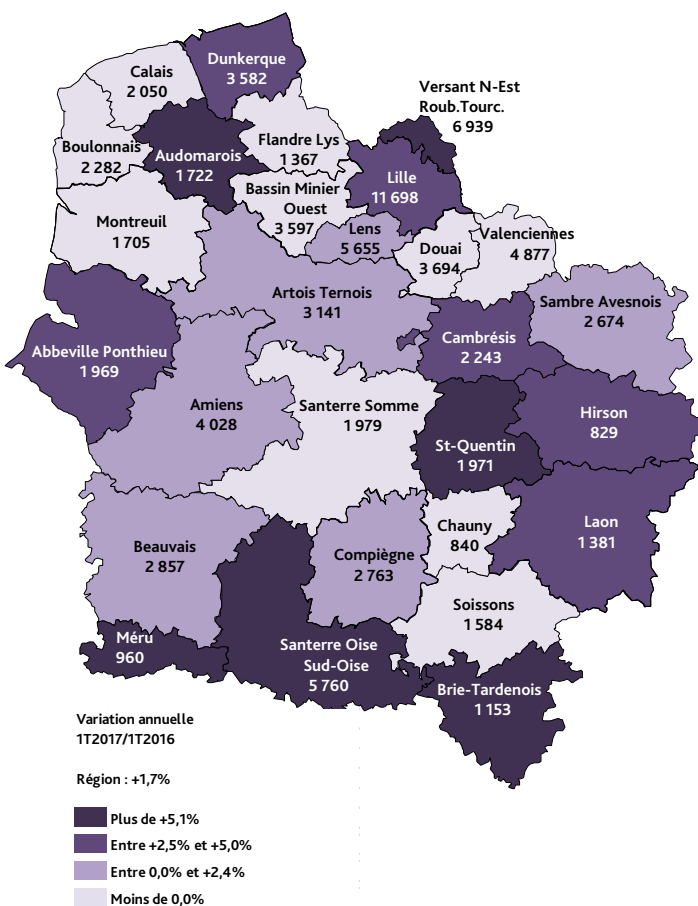 Dunkerque
3 582
Calais
2 050
Versant N-Est
Roub.Tourc.
6 939
Boulonnais
2 282
Audomarois
1 722
Flandre Lys
1 367
Lille
11 698
Bassin Minier
Ouest
3 597
Montreuil
1 705
Lens
5 655
Douai
3 694
Valenciennes
4 877
Artois Ternois
3 141
Sambre Avesnois
2 674
Abbeville Ponthieu
1 969
Cambrésis
2 243
Amiens
4 028
Santerre Somme
1 979
Hirson
829
St-Quentin
1 971
Chauny
840
Laon
1 381
Beauvais
2 857
Compiègne
2 763
Soissons
1 584
Méru
960
Santerre Oise
Sud-Oise
5 760
Brie-Tardenois
1 153
Variation annuelle
1T2017/1T2016
Région : +1,7%
Plus de +5,1%
Entre +2,5% et +5,0%
Entre 0,0% et +2,4%
Moins de 0,0%